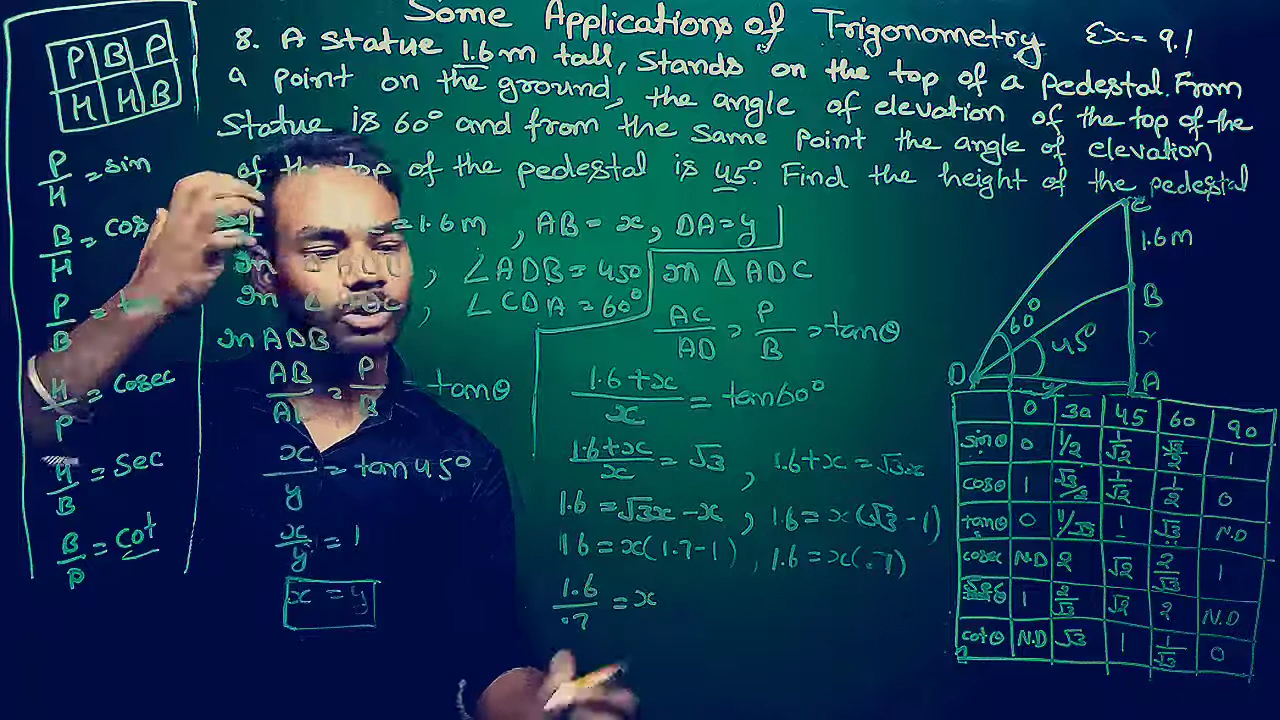 Some Applications of Trigonometry Ex= 9.1
8. A Statue 1.6m tall, Stands on the top of a pedestal. From
a point on the ground, the angle of elevation of the top of the
Statue is 60° and from the same point the angle of elevation
of the top of the pedestal is 45°. Find the height of the pedestal
P B P
H H B
P/H = sin
B/H = cos
P/B =
H/P = Cosec
H/B = Sec
B/P = Cot
= 1.6m , AB = x, DA = y
, ∠ADB = 45°
In , ∠CDA = 60°
In ADB
AB/ = P/B = tanθ
x/y = tan45°
x/y = 1
x = y
In Δ ADC
AC/AD = P/B = tanθ
1.6+x/x = tan60°
1.6+x/x = √3 , 1.6+x = √3.x
1.6 = √3x - x , 1.6 = x(√3 - 1)
1.6 = x(1.7-1) , 1.6 = x(.7)
1.6/.7 = x
C
1.6m
B
x
A
y
D
60°
45°
0 30 45 60 90
sinθ 0 1/2 1/√2 √3/2 1
cosθ 1 √3/2 1/√2 1/2 0
tanθ 0 1/√3 1 √3 N.D
cosec N.D 2 √2 2/√3 1
1 2/√3 √2 2 N.D
cotθ N.D √3 1 1/√3 0